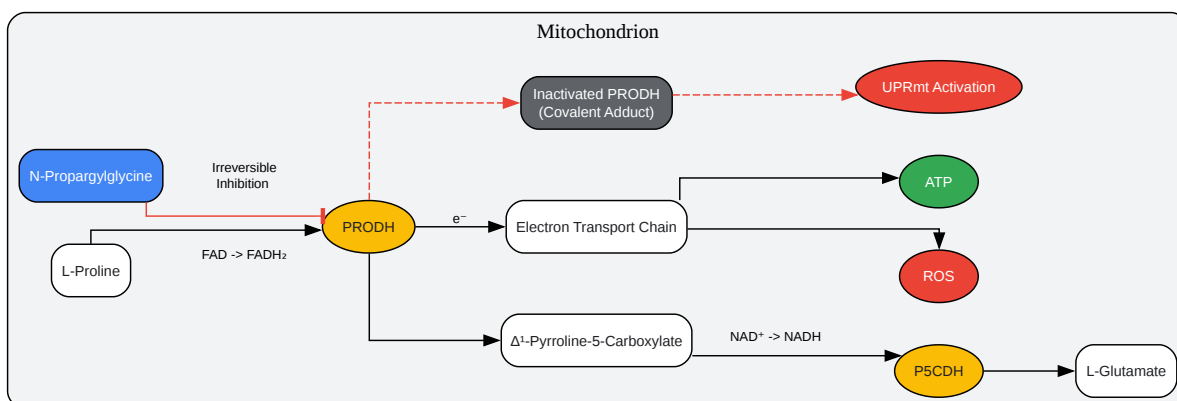 Mitochondrion
Inactivated PRODH
(Covalent Adduct)
UPRmt Activation
N-Propargylglycine
Irreversible
Inhibition
ATP
PRODH
e⁻
Electron Transport Chain
L-Proline
FAD -> FADH₂
ROS
Δ¹-Pyrroline-5-Carboxylate
NAD⁺ -> NADH
P5CDH
L-Glutamate